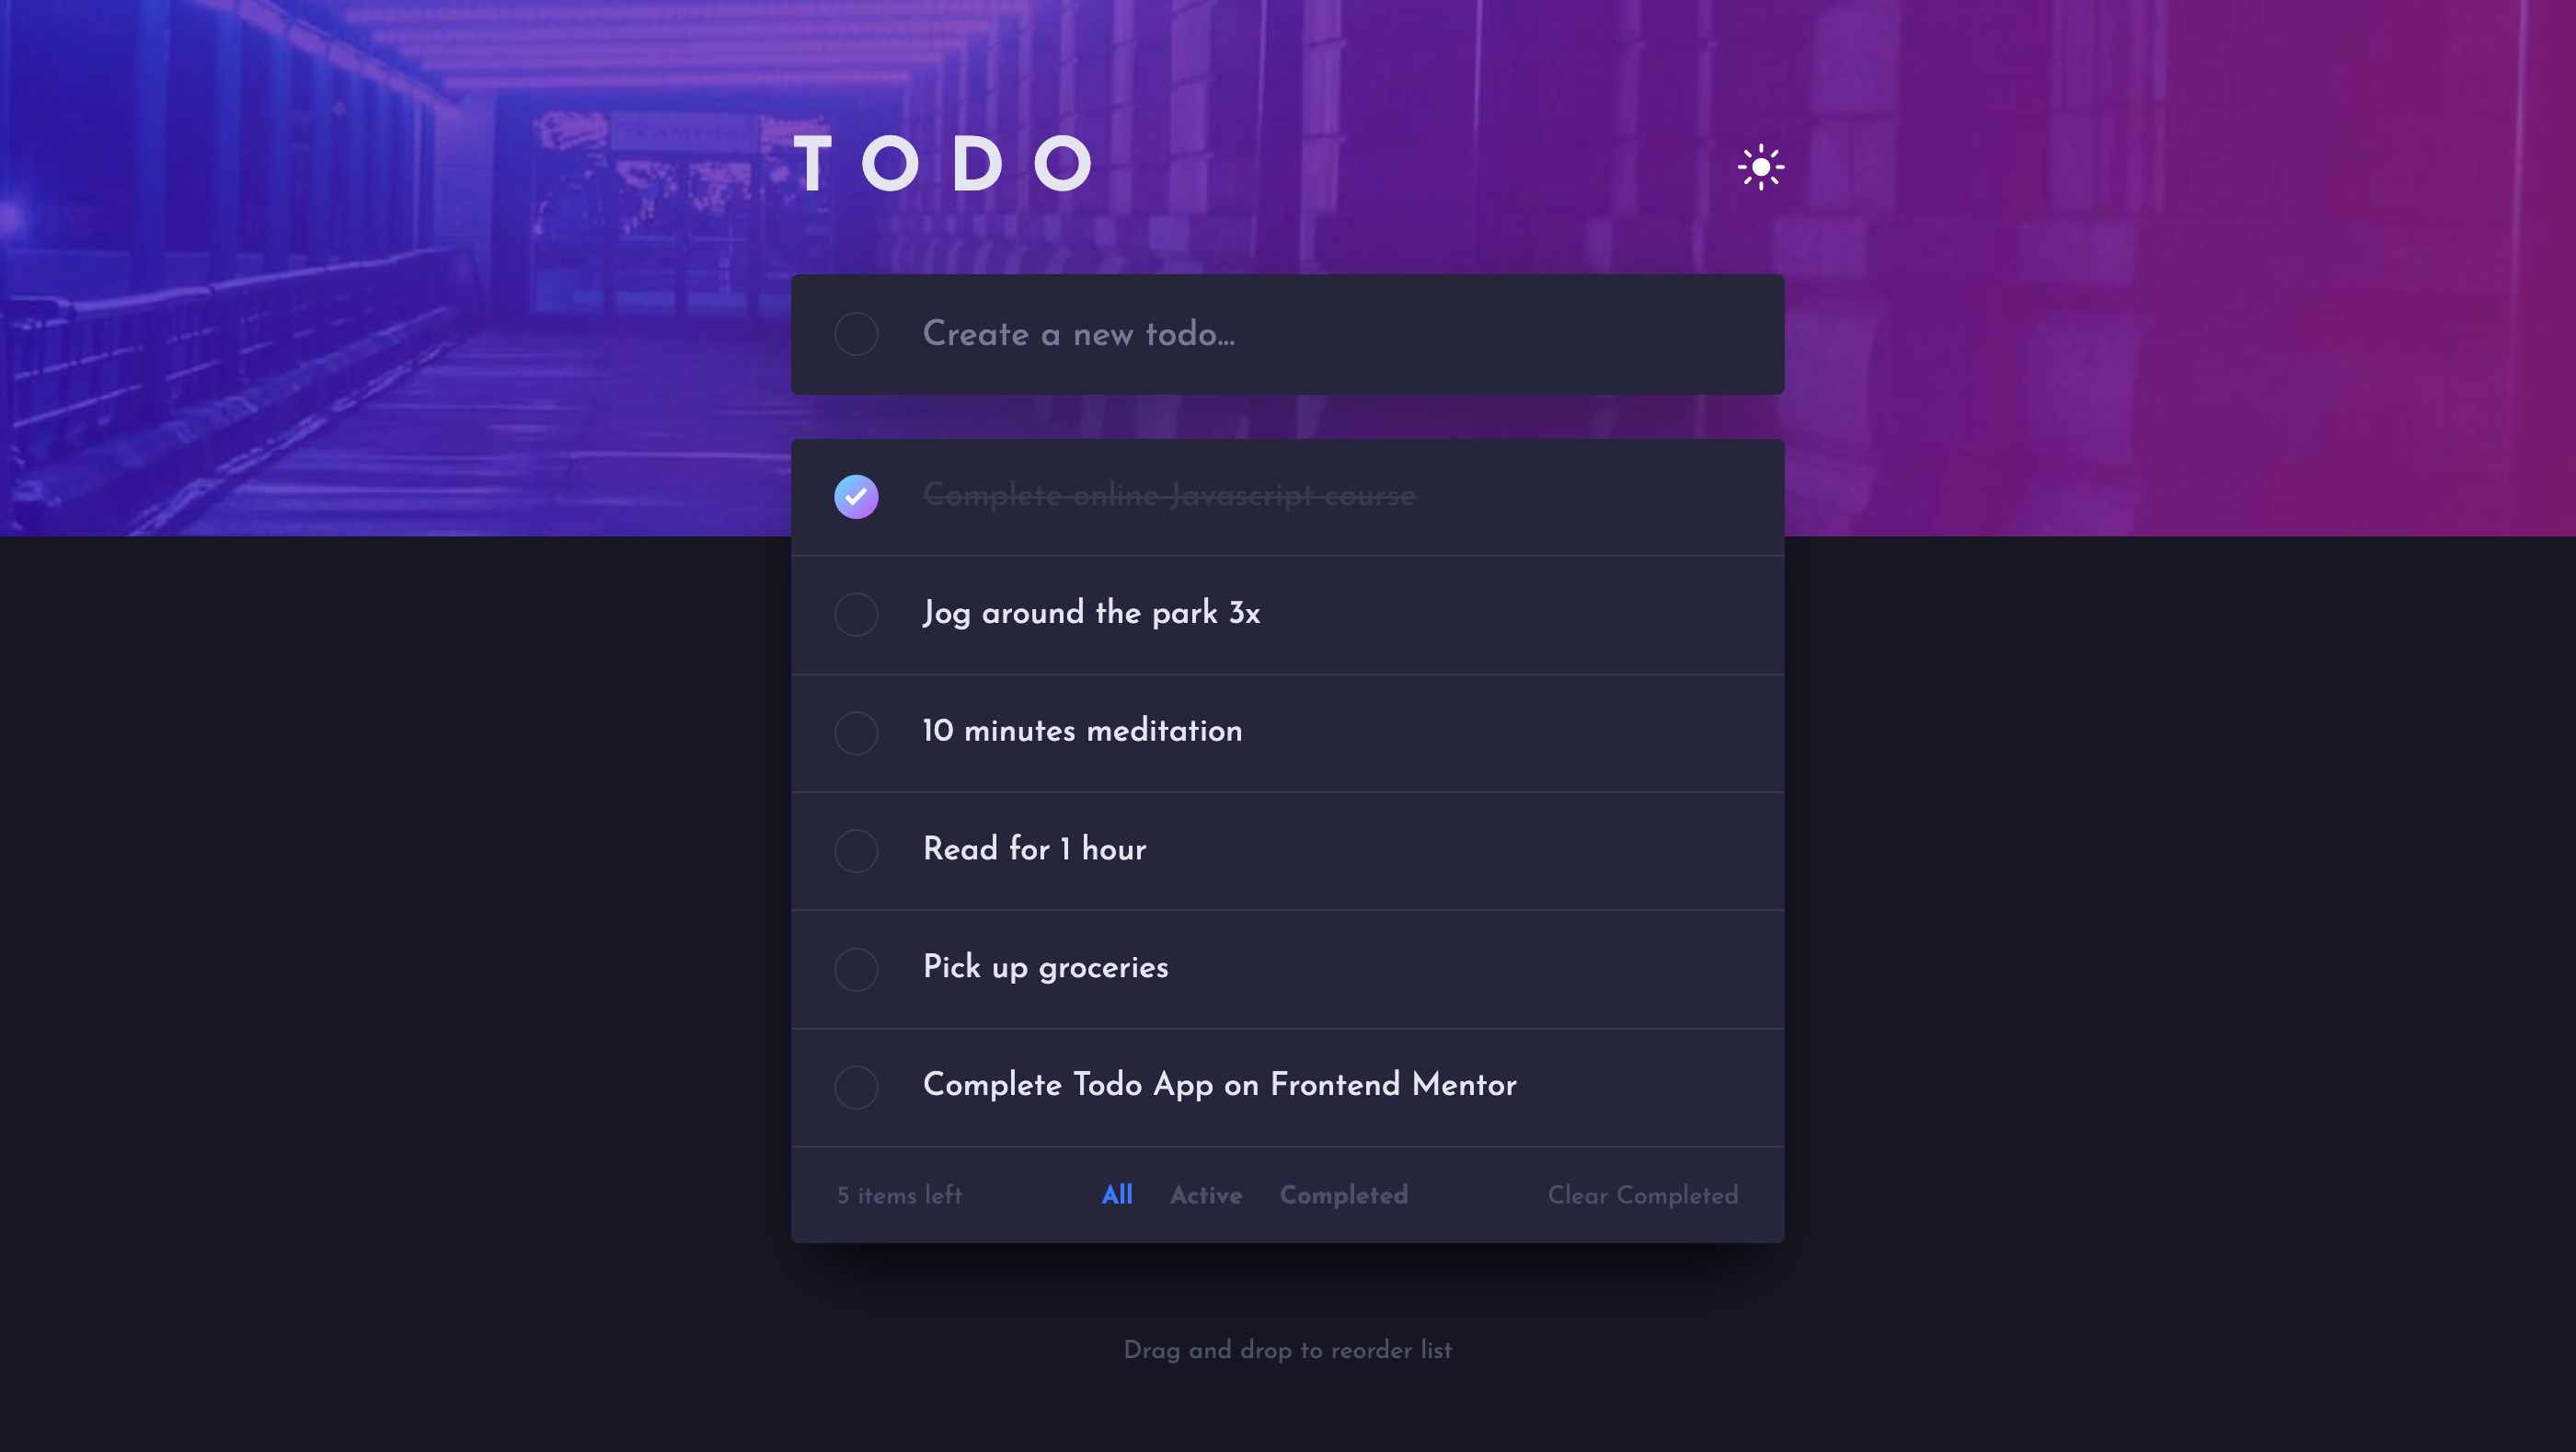 TODO
Create a new todo...
Complete online Javascript course
Jog around the park 3x
10 minutes meditation
Read for 1 hour
Pick up groceries
Complete Todo App on Frontend Mentor
5 items left All Active Completed Clear Completed
Drag and drop to reorder list